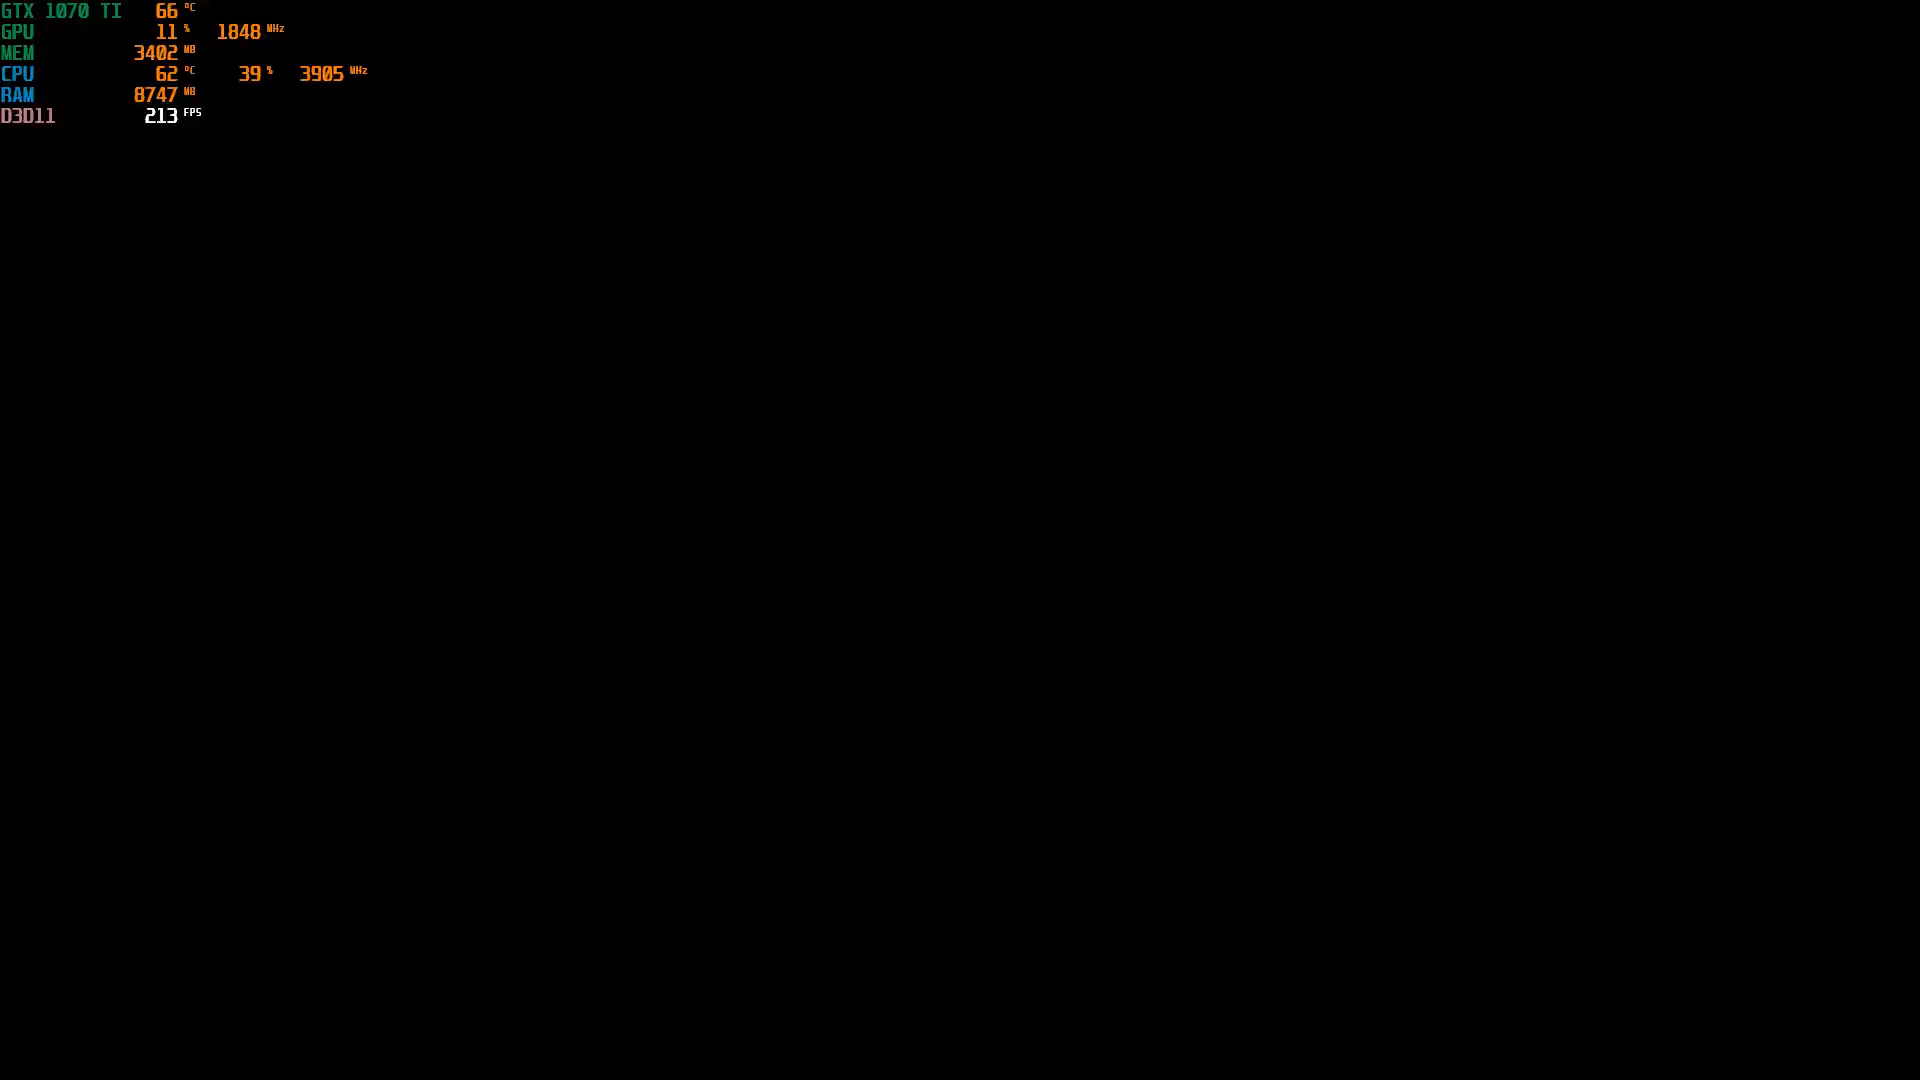 GTX 1070 TI 66 °C
GPU 11 % 1848 MHz
MEM 3402 MB
CPU 62 °C 39 % 3905 MHz
RAM 8747 MB
D3D11 213 FPS